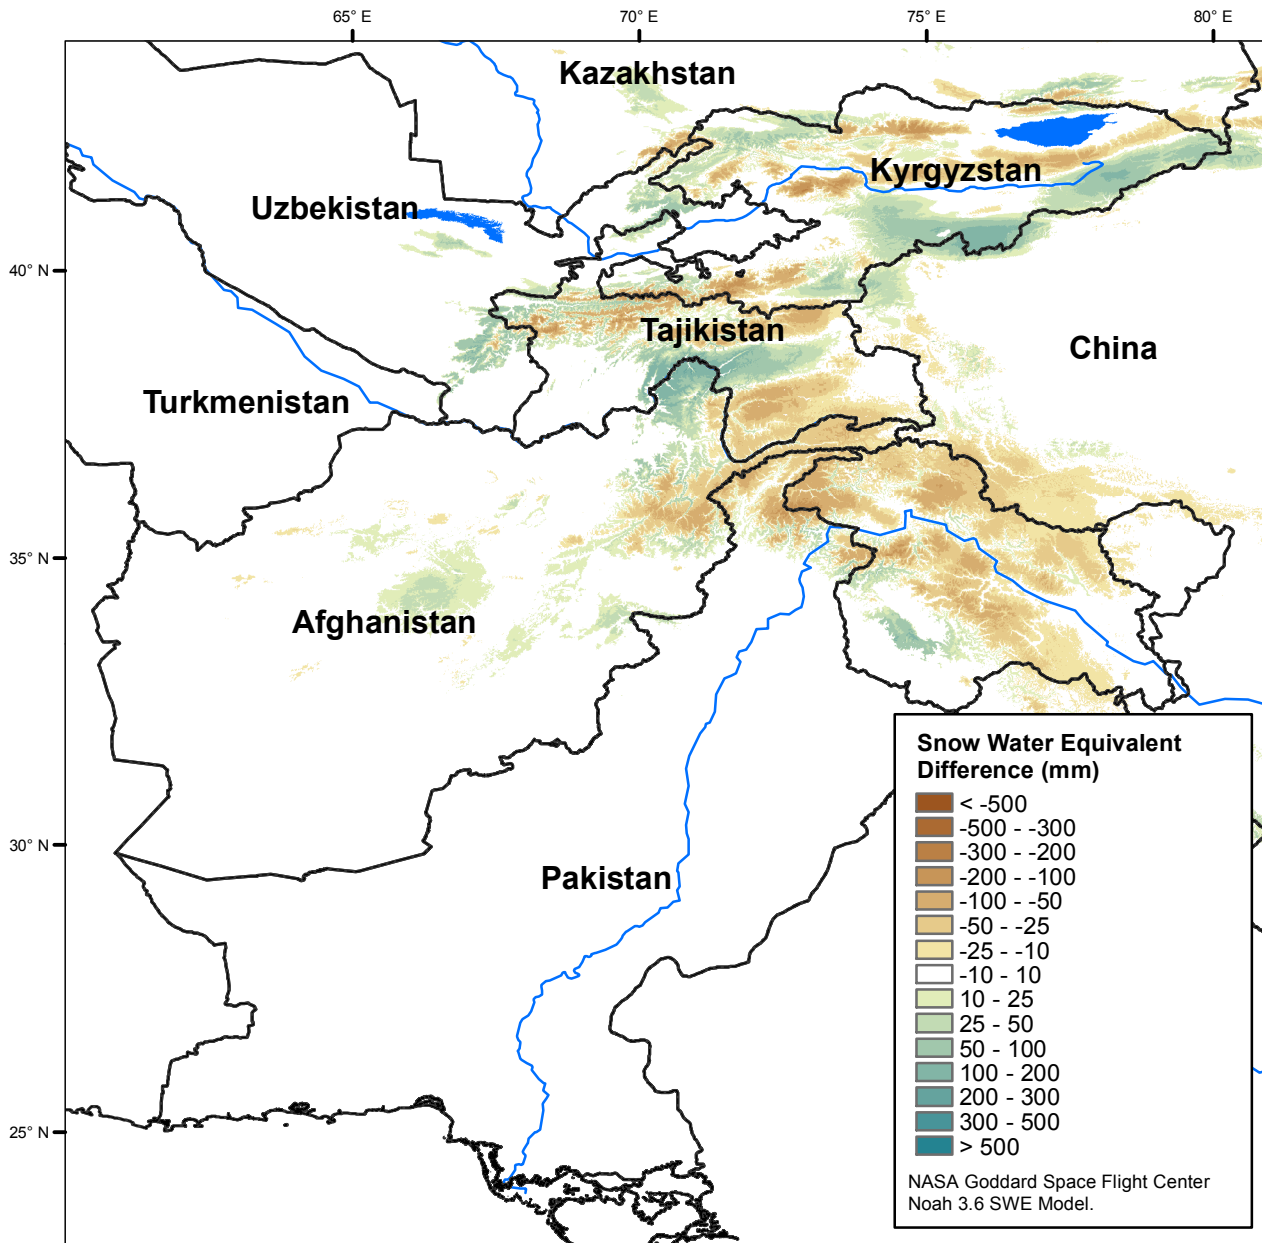 65° E
70° E
75° E
80° E
Kazakhstan
Kyrgyzstan
Uzbekistan
40° N
Tajikistan
China
Turkmenistan
35° N
Afghanistan
Snow Water Equivalent
Difference (mm)
< -500
-500 - -300
-300 - -200
-200 - -100
-100 - -50
-50 - -25
-25 - -10
-10 - 10
10 - 25
25 - 50
50 - 100
100 - 200
200 - 300
300 - 500
> 500
NASA Goddard Space Flight Center
Noah 3.6 SWE Model.
30° N
Pakistan
25° N